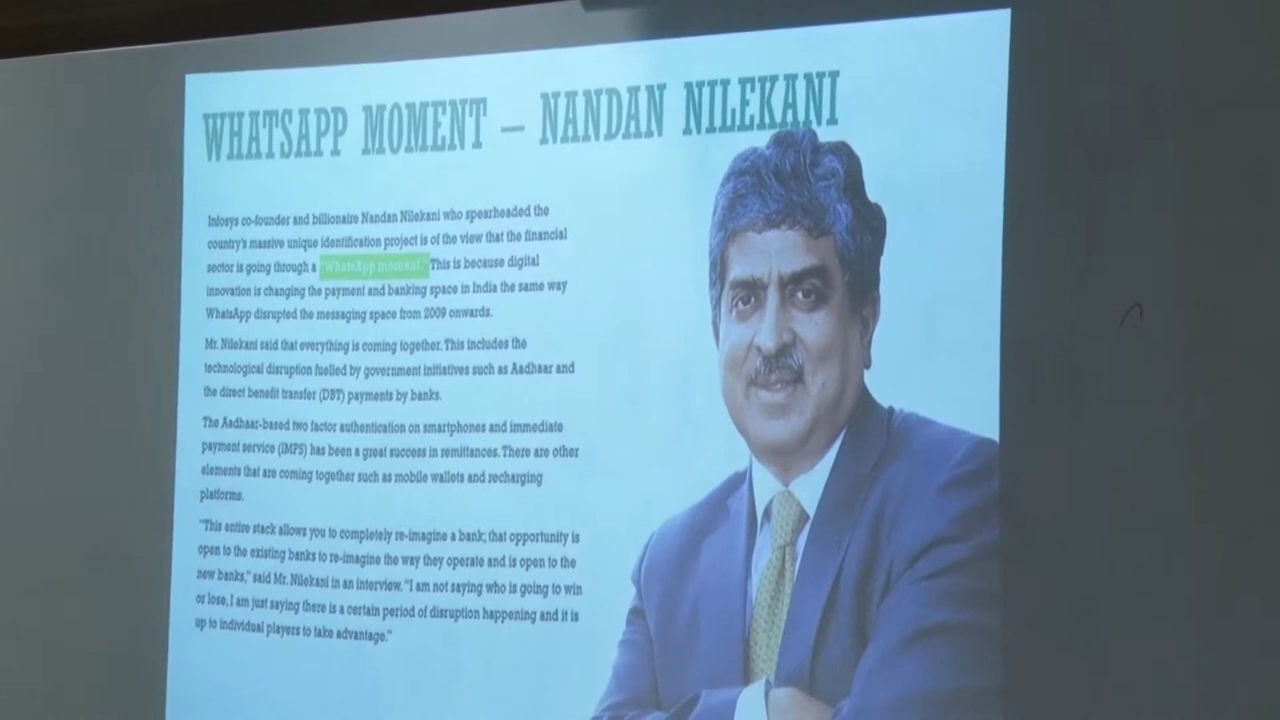 WHATSAPP MOMENT – NANDAN NILEKANI
Infosys co-founder and billionaire Nandan Nilekani who spearheaded the
country's massive unique identification project is of the view that the financial
sector is going through a "WhatsApp moment." This is because digital
innovation is changing the payment and banking space in India the same way
WhatsApp disrupted the messaging space from 2009 onwards.
Mr. Nilekani said that everything is coming together. This includes the
technological disruption fuelled by government initiatives such as Aadhaar and
the direct benefit transfer (DBT) payments by banks.
The Aadhaar-based two factor authentication on smartphones and immediate
payment service (IMPS) has been a great success in remittances. There are other
elements that are coming together such as mobile wallets and recharging
platforms.
"This entire stack allows you to completely re-imagine a bank; that opportunity is
open to the existing banks to re-imagine the way they operate and is open to the
new banks," said Mr. Nilekani in an interview. "I am not saying who is going to win
or lose, I am just saying there is a certain period of disruption happening and it is
up to individual players to take advantage."